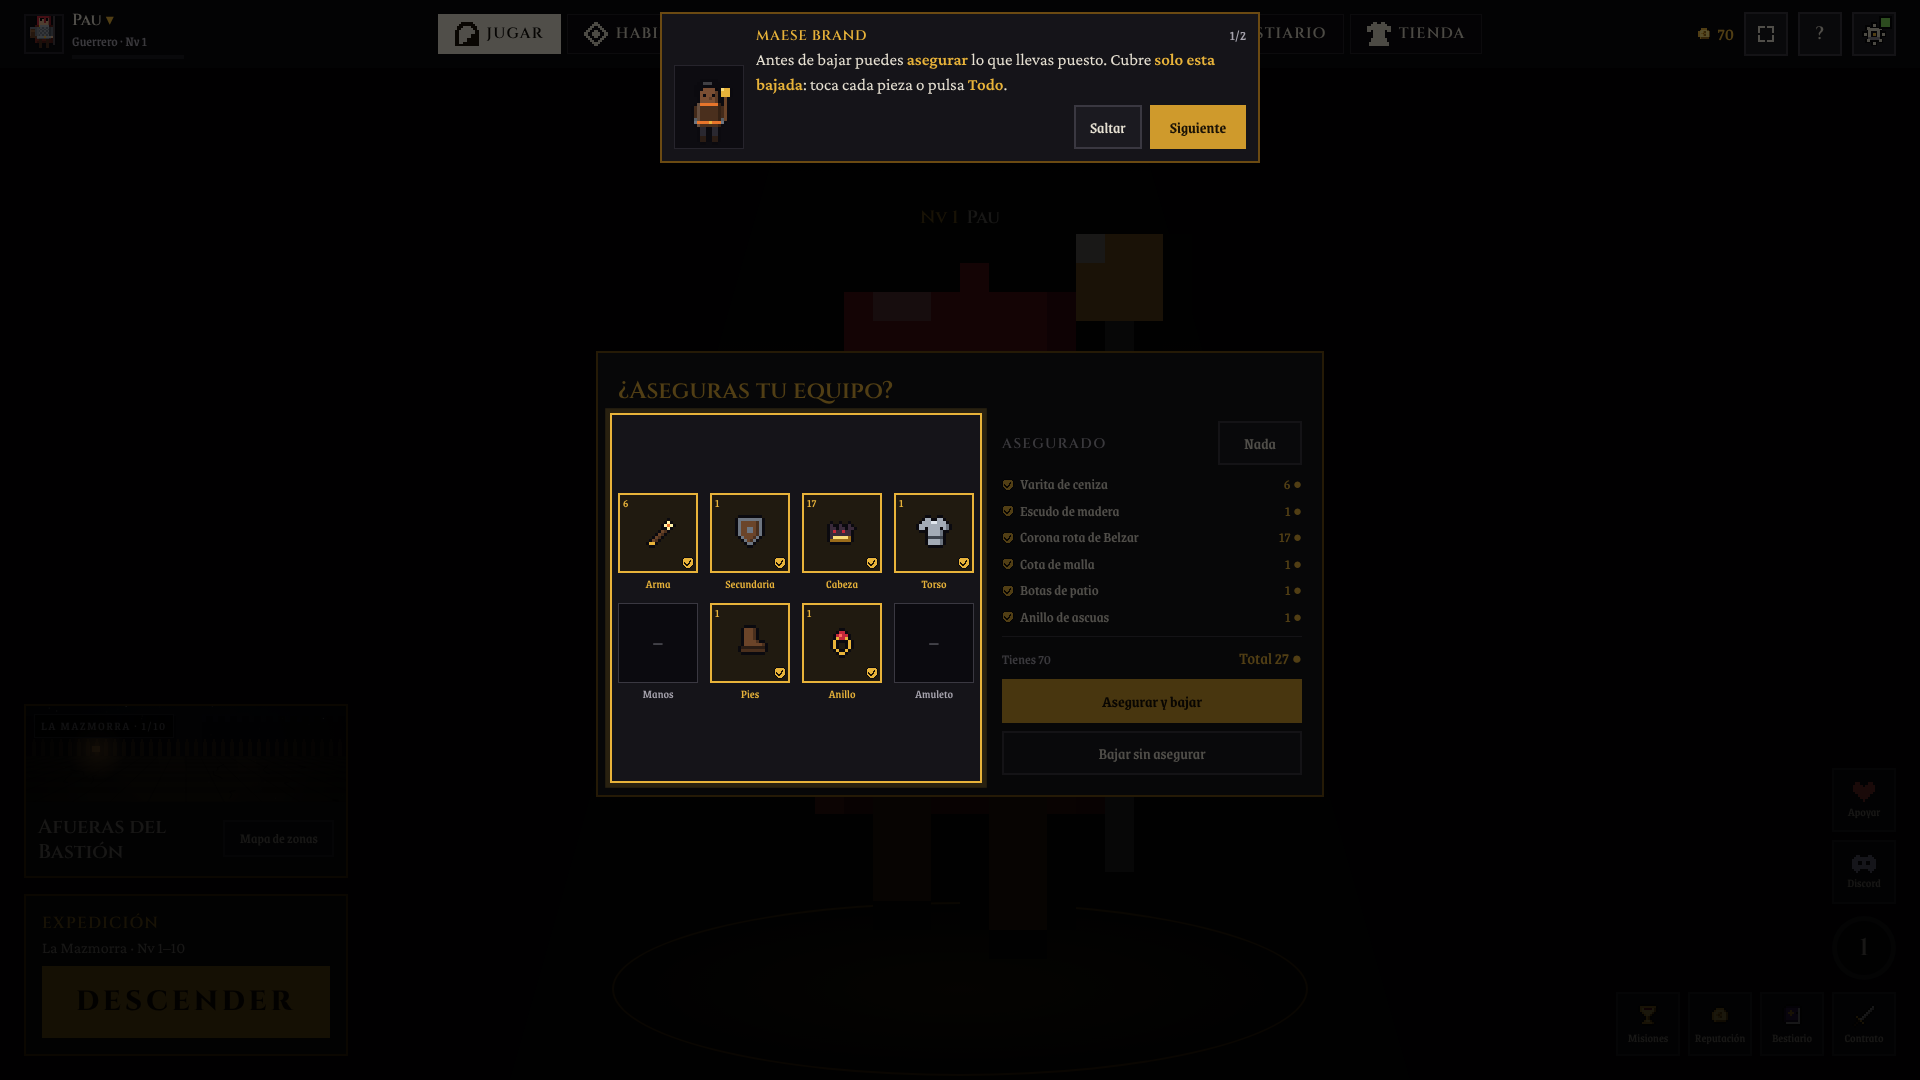 Pau ▾
Guerrero · Nv 1
JUGAR
HABI
STIARIO
TIENDA
70
?
MAESE BRAND
1/2
Antes de bajar puedes asegurar lo que llevas puesto. Cubre solo esta
bajada: toca cada pieza o pulsa Todo.
Saltar
Siguiente
Nv 1 Pau
¿Aseguras tu equipo?
6
1
17
1
Arma
Secundaria
Cabeza
Torso
–
1
1
–
Manos
Pies
Anillo
Amuleto
ASEGURADO
Nada
Varita de ceniza 6
Escudo de madera 1
Corona rota de Belzar 17
Cota de malla 1
Botas de patio 1
Anillo de ascuas 1
Tienes 70
Total 27
Asegurar y bajar
Bajar sin asegurar
LA MAZMORRA · 1/10
Afueras del
Bastión
Mapa de zonas
EXPEDICIÓN
La Mazmorra · Nv 1–10
DESCENDER
Apoyar
Discord
1
Misiones
Reputación
Bestiario
Contrato